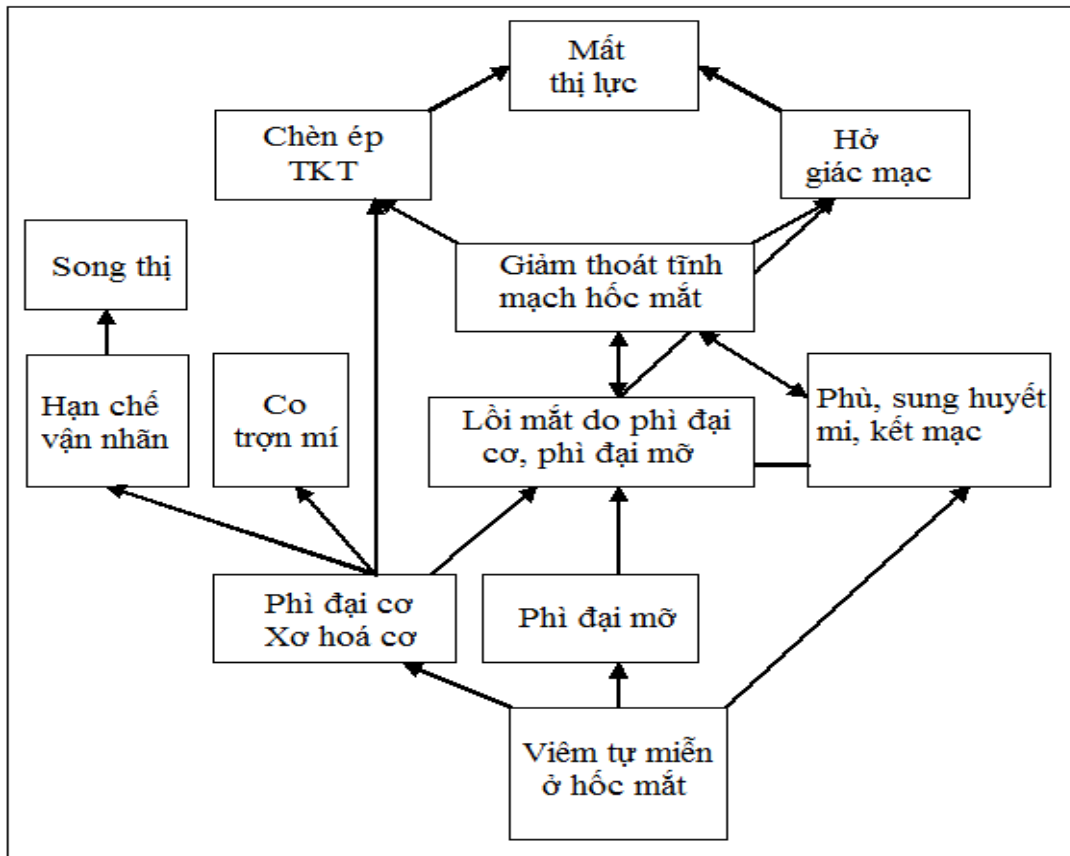 Mất
thị lực
Chèn ép
TKT
Hở
giác mạc
Song thị
Giảm thoát tĩnh
mạch hốc mắt
Hạn chế
vận nhãn
Co
trợn mí
Lồi mắt do phì đại
cơ, phì đại mỡ
Phù, sung huyết
mi, kết mạc
Phì đại cơ
Xơ hoá cơ
Phì đại mỡ
Viêm tự miễn
ở hốc mắt